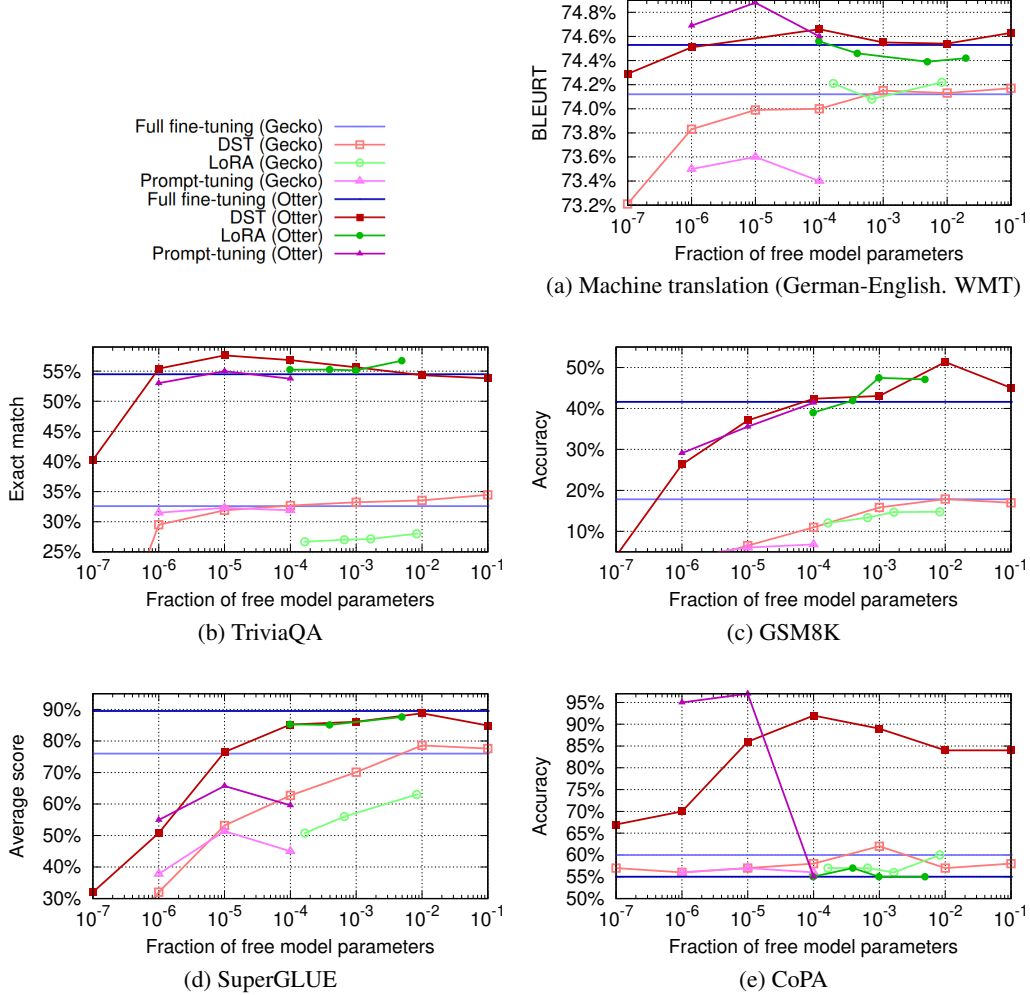 Full fine-tuning (Gecko)
DST (Gecko)
LoRA (Gecko)
Prompt-tuning (Gecko)
Full fine-tuning (Otter)
DST (Otter)
LoRA (Otter)
Prompt-tuning (Otter)
74.8%
74.6%
74.4%
74.2%
74.0%
73.8%
73.6%
73.4%
73.2%
BLEURT
10-7 10-6 10-5 10-4 10-3 10-2 10-1
Fraction of free model parameters
(a) Machine translation (German-English. WMT)
55%
50%
45%
40%
35%
30%
25%
Exact match
10-7 10-6 10-5 10-4 10-3 10-2 10-1
Fraction of free model parameters
(b) TriviaQA
50%
40%
30%
20%
10%
Accuracy
10-7 10-6 10-5 10-4 10-3 10-2 10-1
Fraction of free model parameters
(c) GSM8K
90%
80%
70%
60%
50%
40%
30%
Average score
10-7 10-6 10-5 10-4 10-3 10-2 10-1
Fraction of free model parameters
(d) SuperGLUE
95%
90%
85%
80%
75%
70%
65%
60%
55%
50%
Accuracy
10-7 10-6 10-5 10-4 10-3 10-2 10-1
Fraction of free model parameters
(e) CoPA